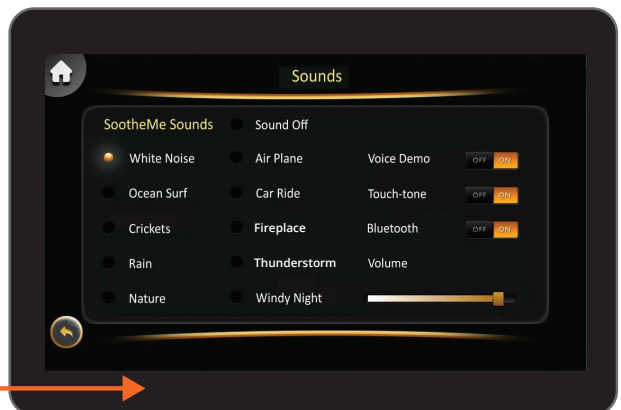 Sounds
SootheMe Sounds Sound Off
White Noise Air Plane Voice Demo OFF ON
Ocean Surf Car Ride Touch-tone OFF ON
Crickets Fireplace Bluetooth OFF ON
Rain Thunderstorm Volume
Nature Windy Night